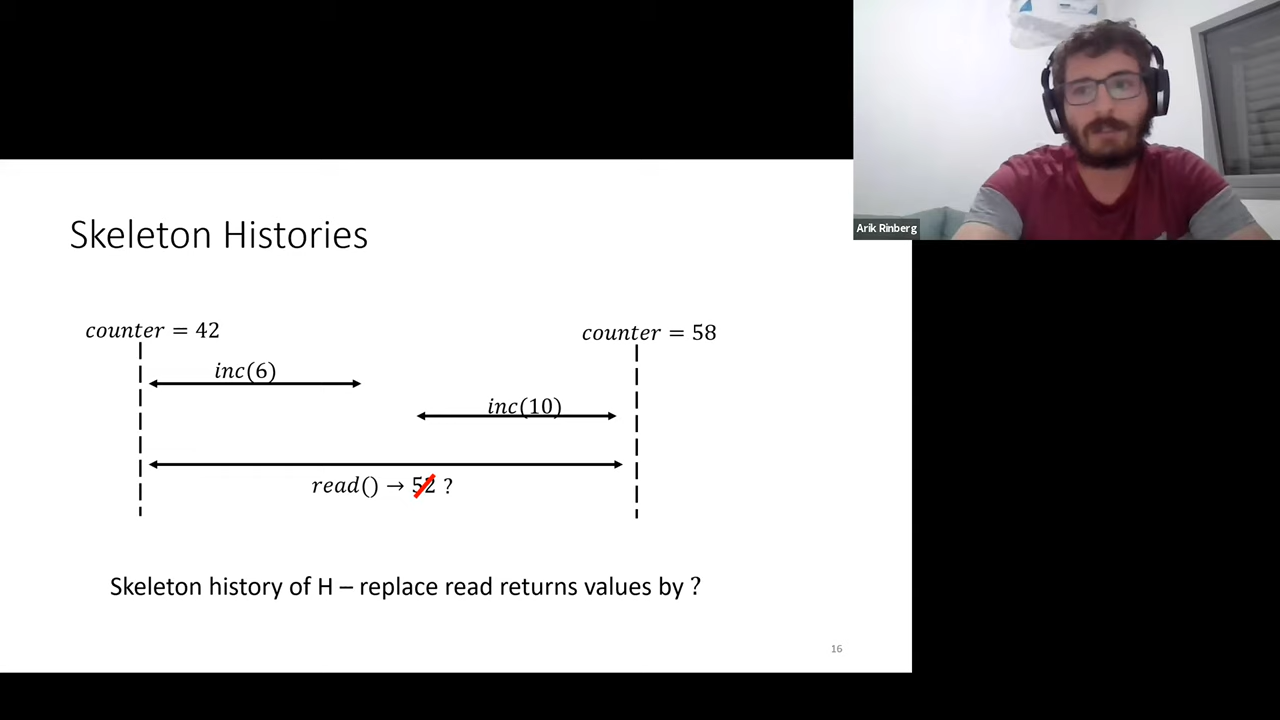 Arik Rinberg
Skeleton Histories
counter = 42
counter = 58
inc(6)
inc(10)
read() → 52 ?
Skeleton history of H – replace read returns values by ?
16